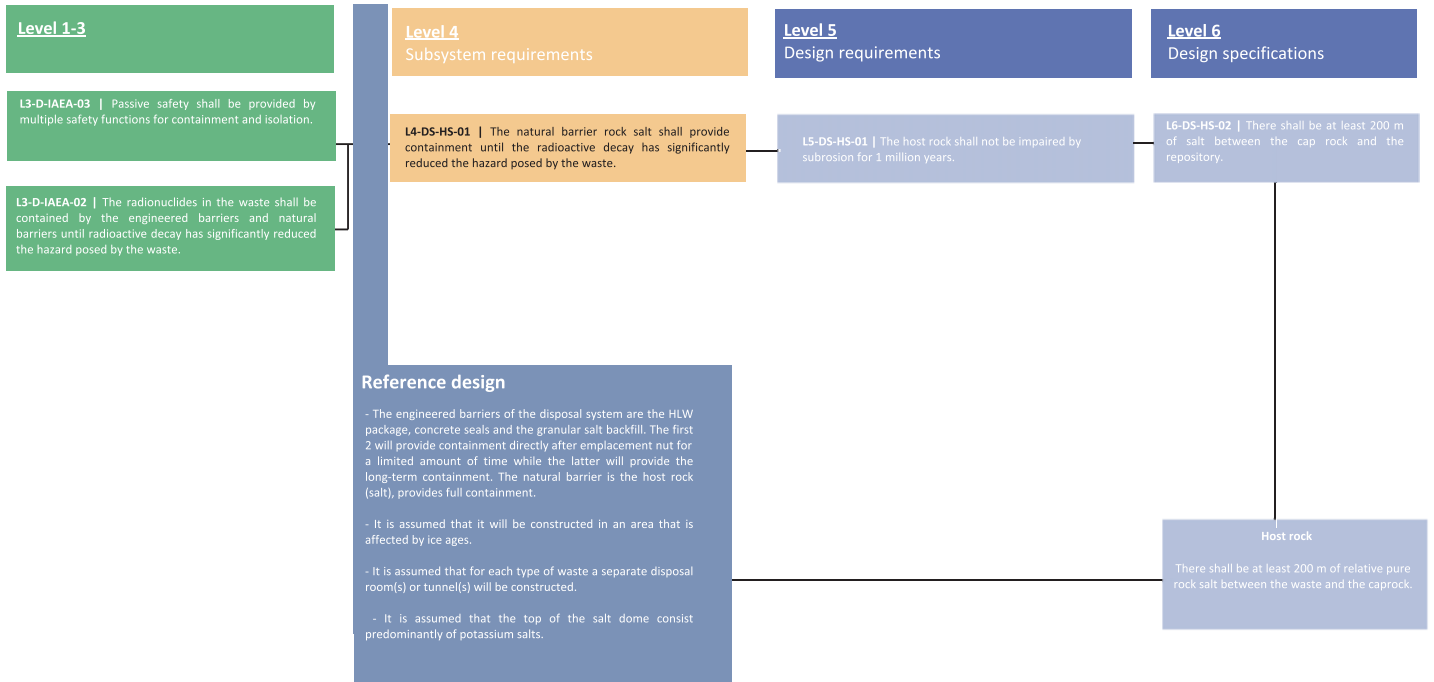 Level 1-3
Level 4
Subsystem requirements
Level 5
Design requirements
Level 6
Design specifications
L3-D-IAEA-03 | Passive safety shall be provided by
multiple safety functions for containment and isolation.
L4-DS-HS-01 | The natural barrier rock salt shall provide
containment until the radioactive decay has significantly
reduced the hazard posed by the waste.
L5-DS-HS-01 | The host rock shall not be impaired by
subrosion for 1 million years.
L6-DS-HS-02 | There shall be at least 200 m
of salt between the cap rock and the
repository.
L3-D-IAEA-02 | The radionuclides in the waste shall be
contained by the engineered barriers and natural
barriers until radioactive decay has significantly reduced
the hazard posed by the waste.
Reference design
- The engineered barriers of the disposal system are the HLW
package, concrete seals and the granular salt backfill. The first
2 will provide containment directly after emplacement nut for
a limited amount of time while the latter will provide the
long-term containment. The natural barrier is the host rock
(salt), provides full containment.
- It is assumed that it will be constructed in an area that is
affected by ice ages.
- It is assumed that for each type of waste a separate disposal
room(s) or tunnel(s) will be constructed.
- It is assumed that the top of the salt dome consist
predominantly of potassium salts.
Host rock
There shall be at least 200 m of relative pure
rock salt between the waste and the caprock.